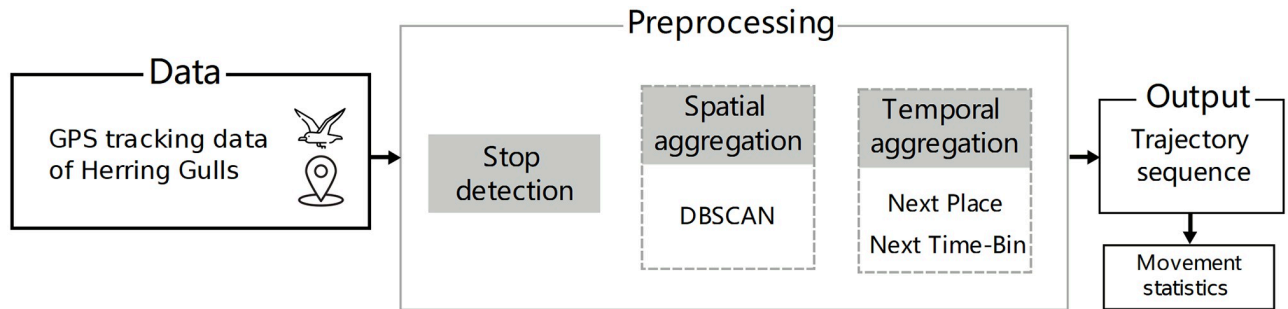 Data
GPS tracking data
of Herring Gulls
Preprocessing
Stop
detection
Spatial
aggregation
DBSCAN
Temporal
aggregation
Next Place
Next Time-Bin
Output
Trajectory
sequence
Movement
statistics